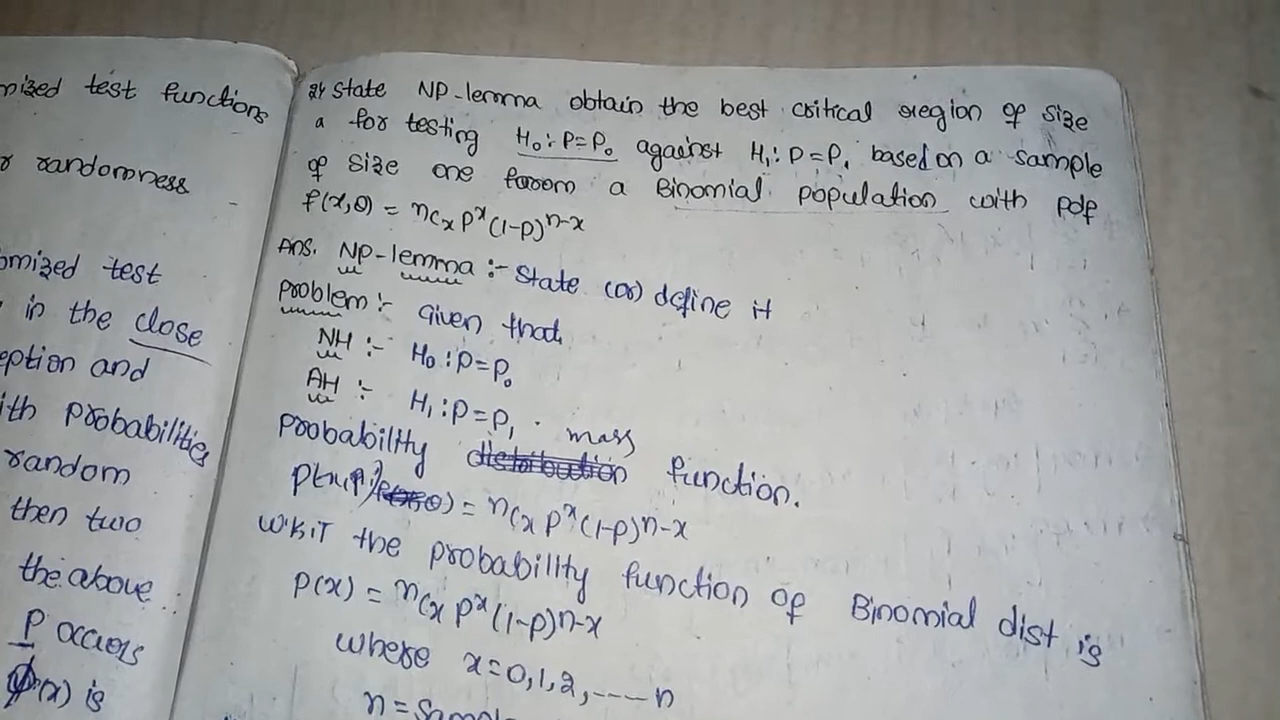 nized test functions
r randomness
omized test
in the close
eption and
ith probabilities
random
then two
the above
P occurs
(x) is
State NP-lemma obtain the best critical region of size
a for testing H₀:P=P₀ against H₁:P=P₁ based on a sample
of size one from a Binomial population with pdf
f(x,θ) = nCx pˣ(1-p)ⁿ⁻ˣ
Ans. NP-lemma :- State (or) define it
problem :- given that
NH :- H₀:P=P₀
AH :- H₁:P=P₁.
mass
probability distribution function.
= nCx pˣ(1-p)ⁿ⁻ˣ
W.K.T the probability function of Binomial dist is
P(x) = nCx pˣ(1-p)ⁿ⁻ˣ
where x=0,1,2,-----n
n=